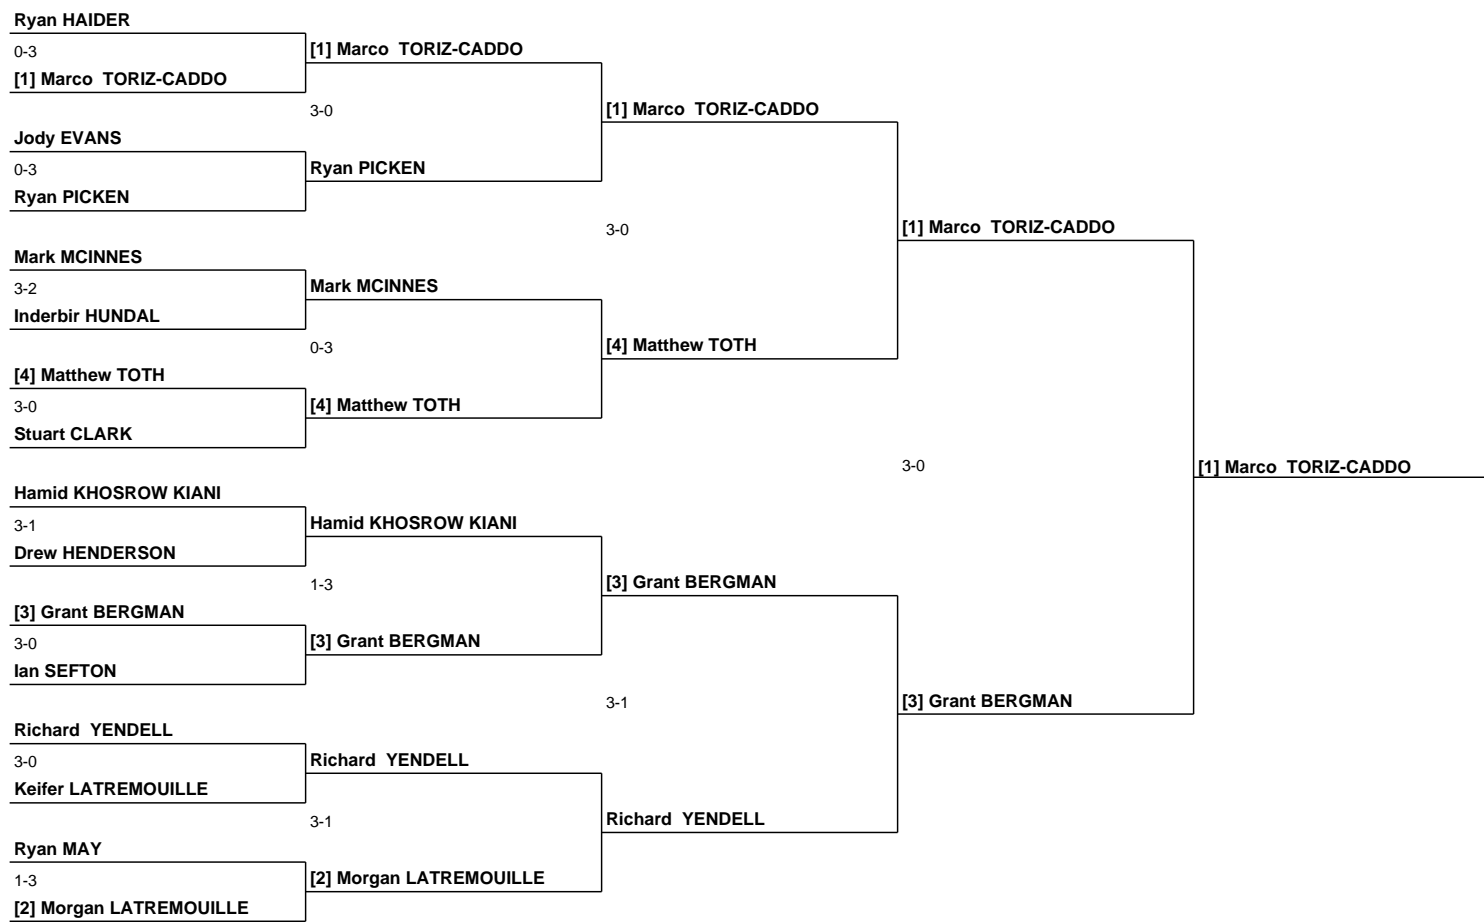 Ryan HAIDER
0-3
[1] Marco  TORIZ-CADDO
[1] Marco  TORIZ-CADDO
3-0
[1] Marco  TORIZ-CADDO
Jody EVANS
0-3
Ryan PICKEN
Ryan PICKEN
3-0
[1] Marco  TORIZ-CADDO
Mark MCINNES
3-2
Mark MCINNES
Inderbir HUNDAL
0-3
[4] Matthew TOTH
[4] Matthew TOTH
3-0
[4] Matthew TOTH
Stuart CLARK
3-0
[1] Marco  TORIZ-CADDO
Hamid KHOSROW KIANI
3-1
Hamid KHOSROW KIANI
Drew HENDERSON
1-3
[3] Grant BERGMAN
[3] Grant BERGMAN
3-0
[3] Grant BERGMAN
Ian SEFTON
3-1
[3] Grant BERGMAN
Richard  YENDELL
3-0
Richard  YENDELL
Keifer LATREMOUILLE
3-1
Richard  YENDELL
Ryan MAY
1-3
[2] Morgan LATREMOUILLE
[2] Morgan LATREMOUILLE